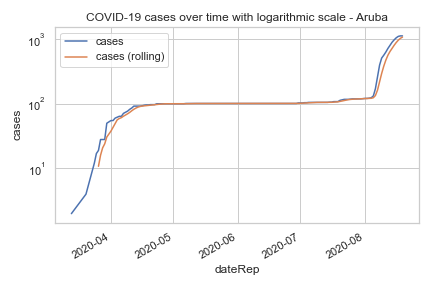 COVID-19 cases over time with logarithmic scale - Aruba
cases
cases (rolling)
10³
10²
10¹
cases
2020-04
2020-05
2020-06
2020-07
2020-08
dateRep